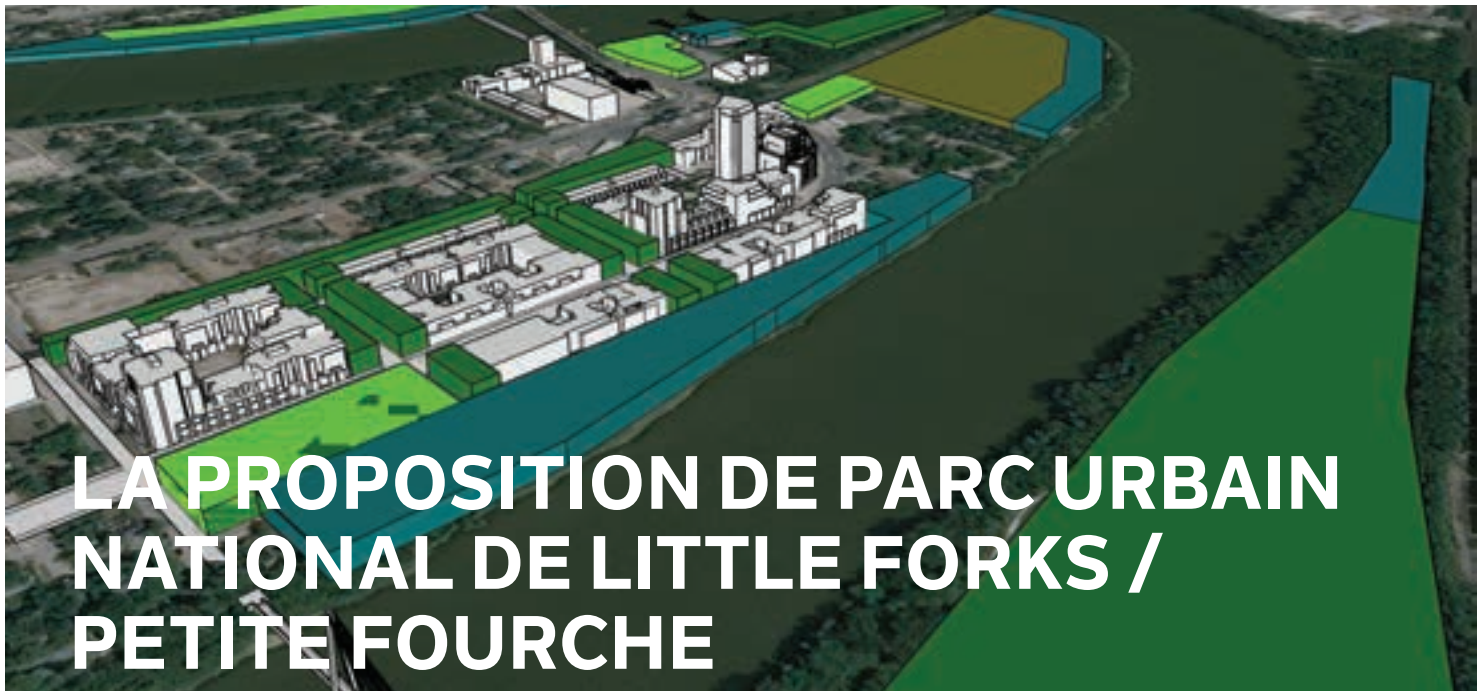 LA PROPOSITION DE PARC URBAIN
NATIONAL DE LITTLE FORKS /
PETITE FOURCHE